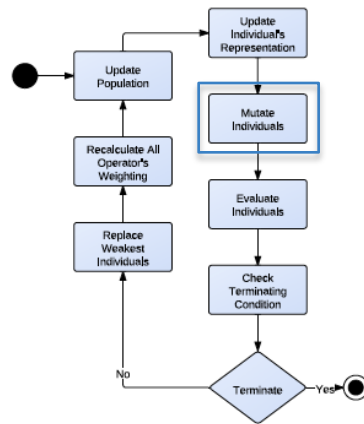 Update
Individual's
Representation
Update
Population
Mutate
Individuals
Recalculate All
Operator's
Weighting
Evaluate
Individuals
Replace
Weakest
Individuals
Check
Terminating
Condition
No
Terminate
Yes